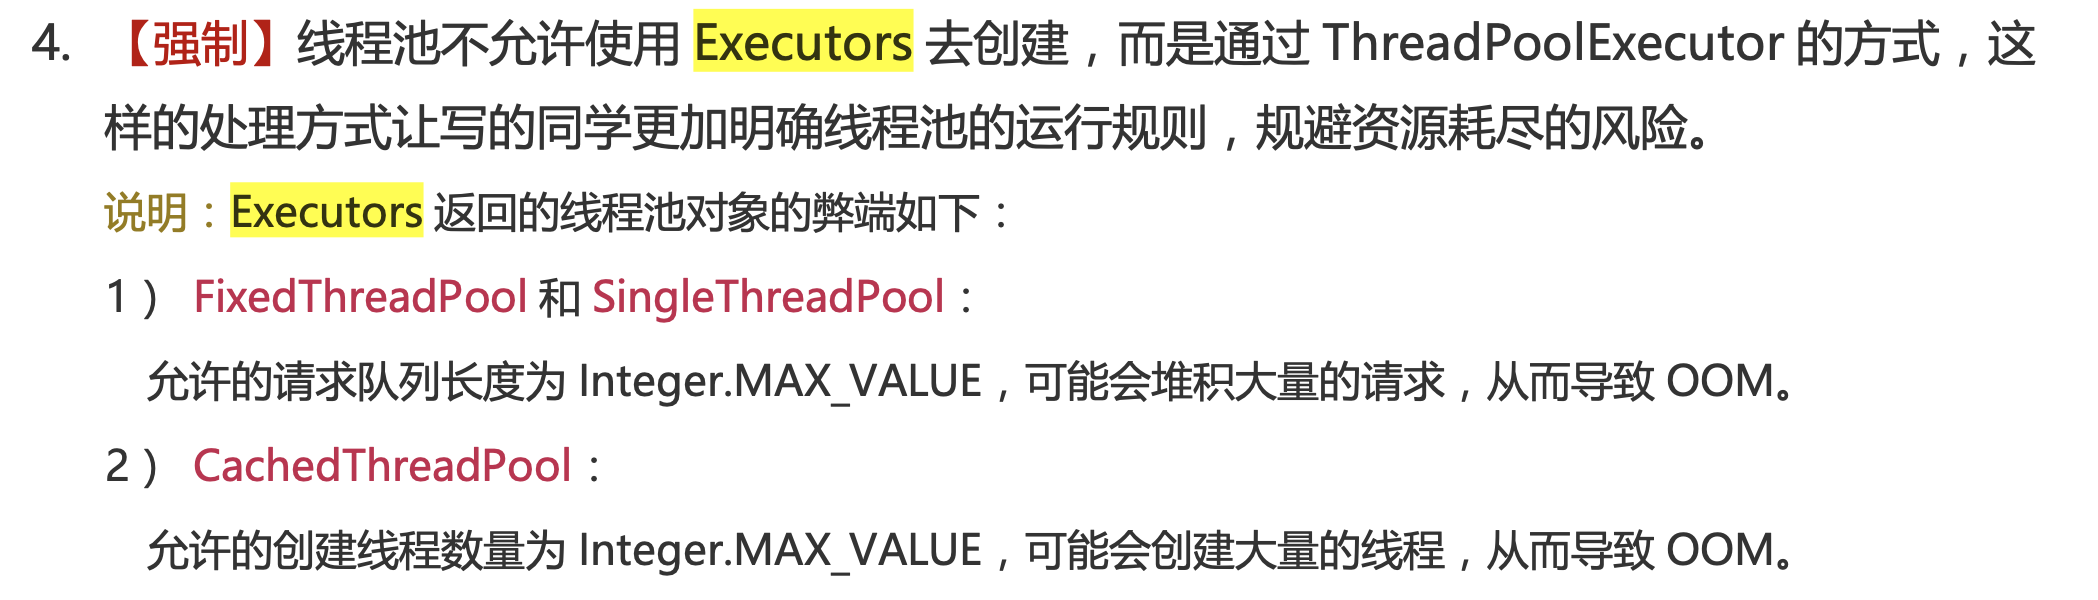 4. 【强制】线程池不允许使用 Executors 去创建，而是通过 ThreadPoolExecutor 的方式，这
样的处理方式让写的同学更加明确线程池的运行规则，规避资源耗尽的风险。
说明：Executors 返回的线程池对象的弊端如下：
1） FixedThreadPool 和 SingleThreadPool：
允许的请求队列长度为 Integer.MAX_VALUE，可能会堆积大量的请求，从而导致 OOM。
2） CachedThreadPool：
允许的创建线程数量为 Integer.MAX_VALUE，可能会创建大量的线程，从而导致 OOM。